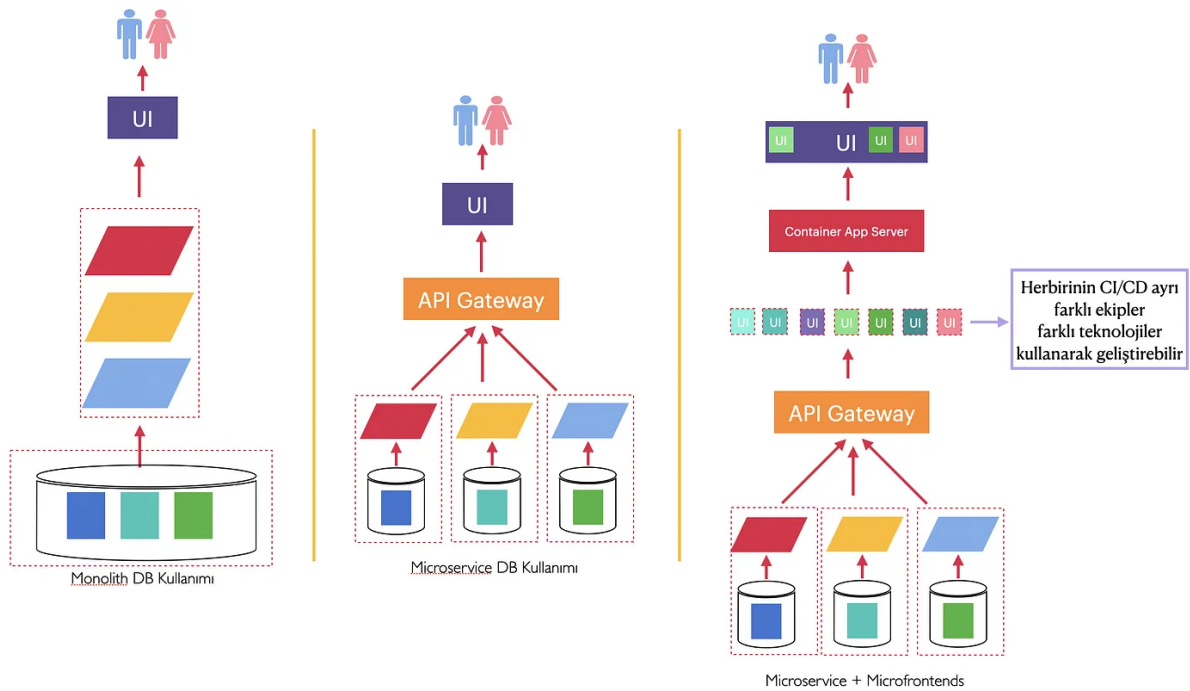 UI
Monolith DB Kullanımı
UI
API Gateway
Microservice DB Kullanımı
UI UI UI UI
Container App Server
UI UI UI UI UI UI UI
Herbirinin CI/CD ayrı
farklı ekipler
farklı teknolojiler
kullanarak geliştirebilir
API Gateway
Microservice + Microfrontends